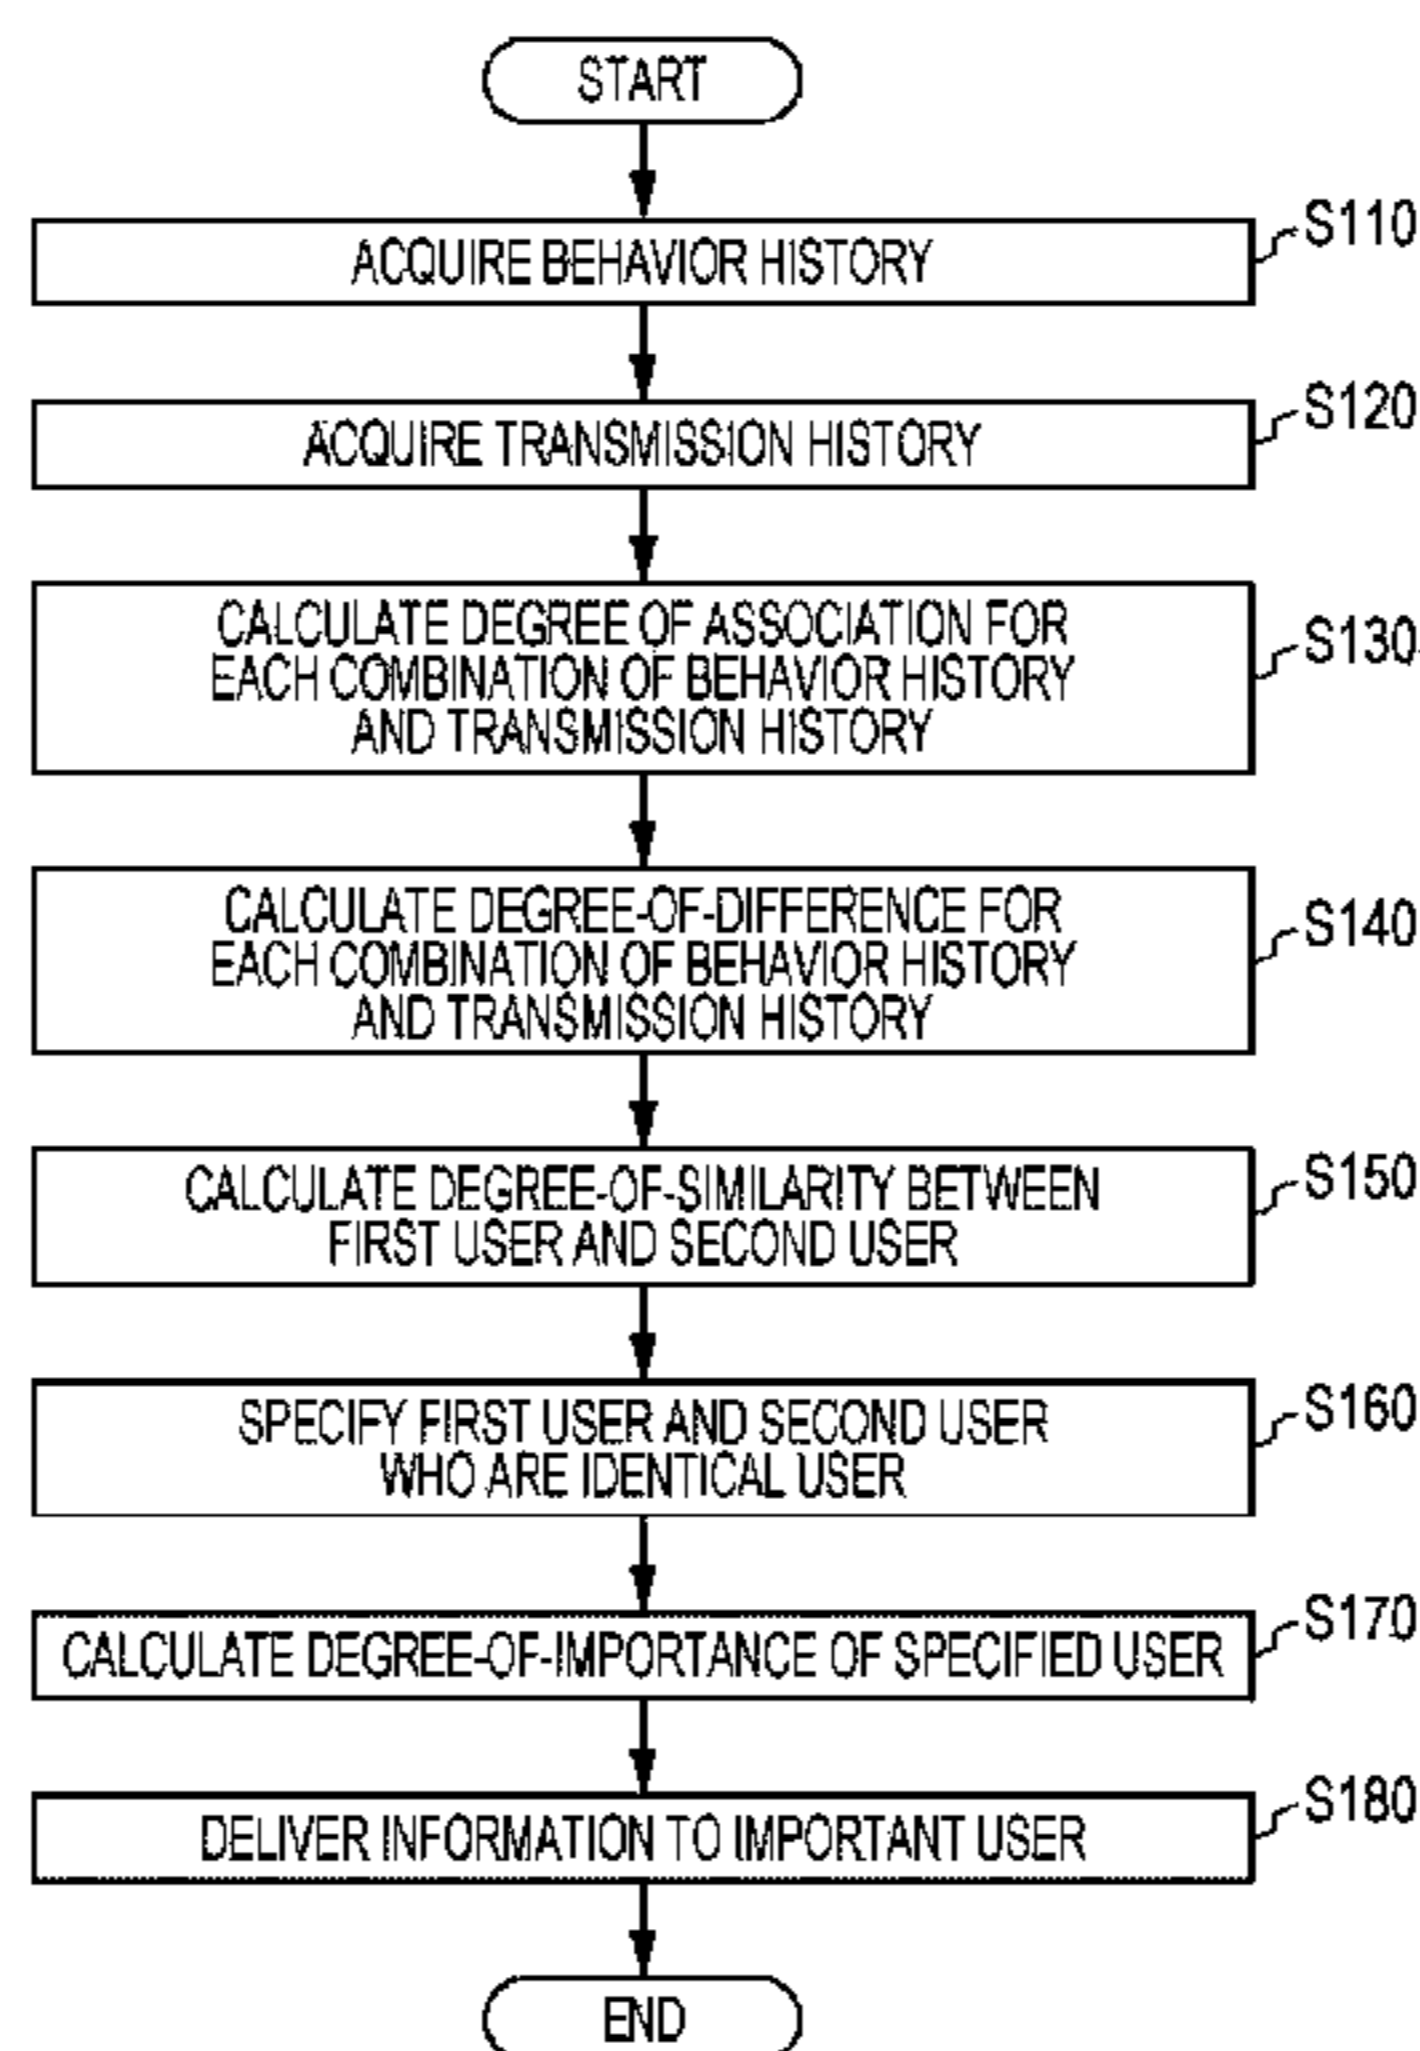 START
ACQUIRE BEHAVIOR HISTORY
S110
ACQUIRE TRANSMISSION HISTORY
S120
CALCULATE DEGREE OF ASSOCIATION FOR
EACH COMBINATION OF BEHAVIOR HISTORY
AND TRANSMISSION HISTORY
S130
CALCULATE DEGREE-OF-DIFFERENCE FOR
EACH COMBINATION OF BEHAVIOR HISTORY
AND TRANSMISSION HISTORY
S140
CALCULATE DEGREE-OF-SIMILARITY BETWEEN
FIRST USER AND SECOND USER
S150
SPECIFY FIRST USER AND SECOND USER
WHO ARE IDENTICAL USER
S160
CALCULATE DEGREE-OF-IMPORTANCE OF SPECIFIED USER
S170
DELIVER INFORMATION TO IMPORTANT USER
S180
END